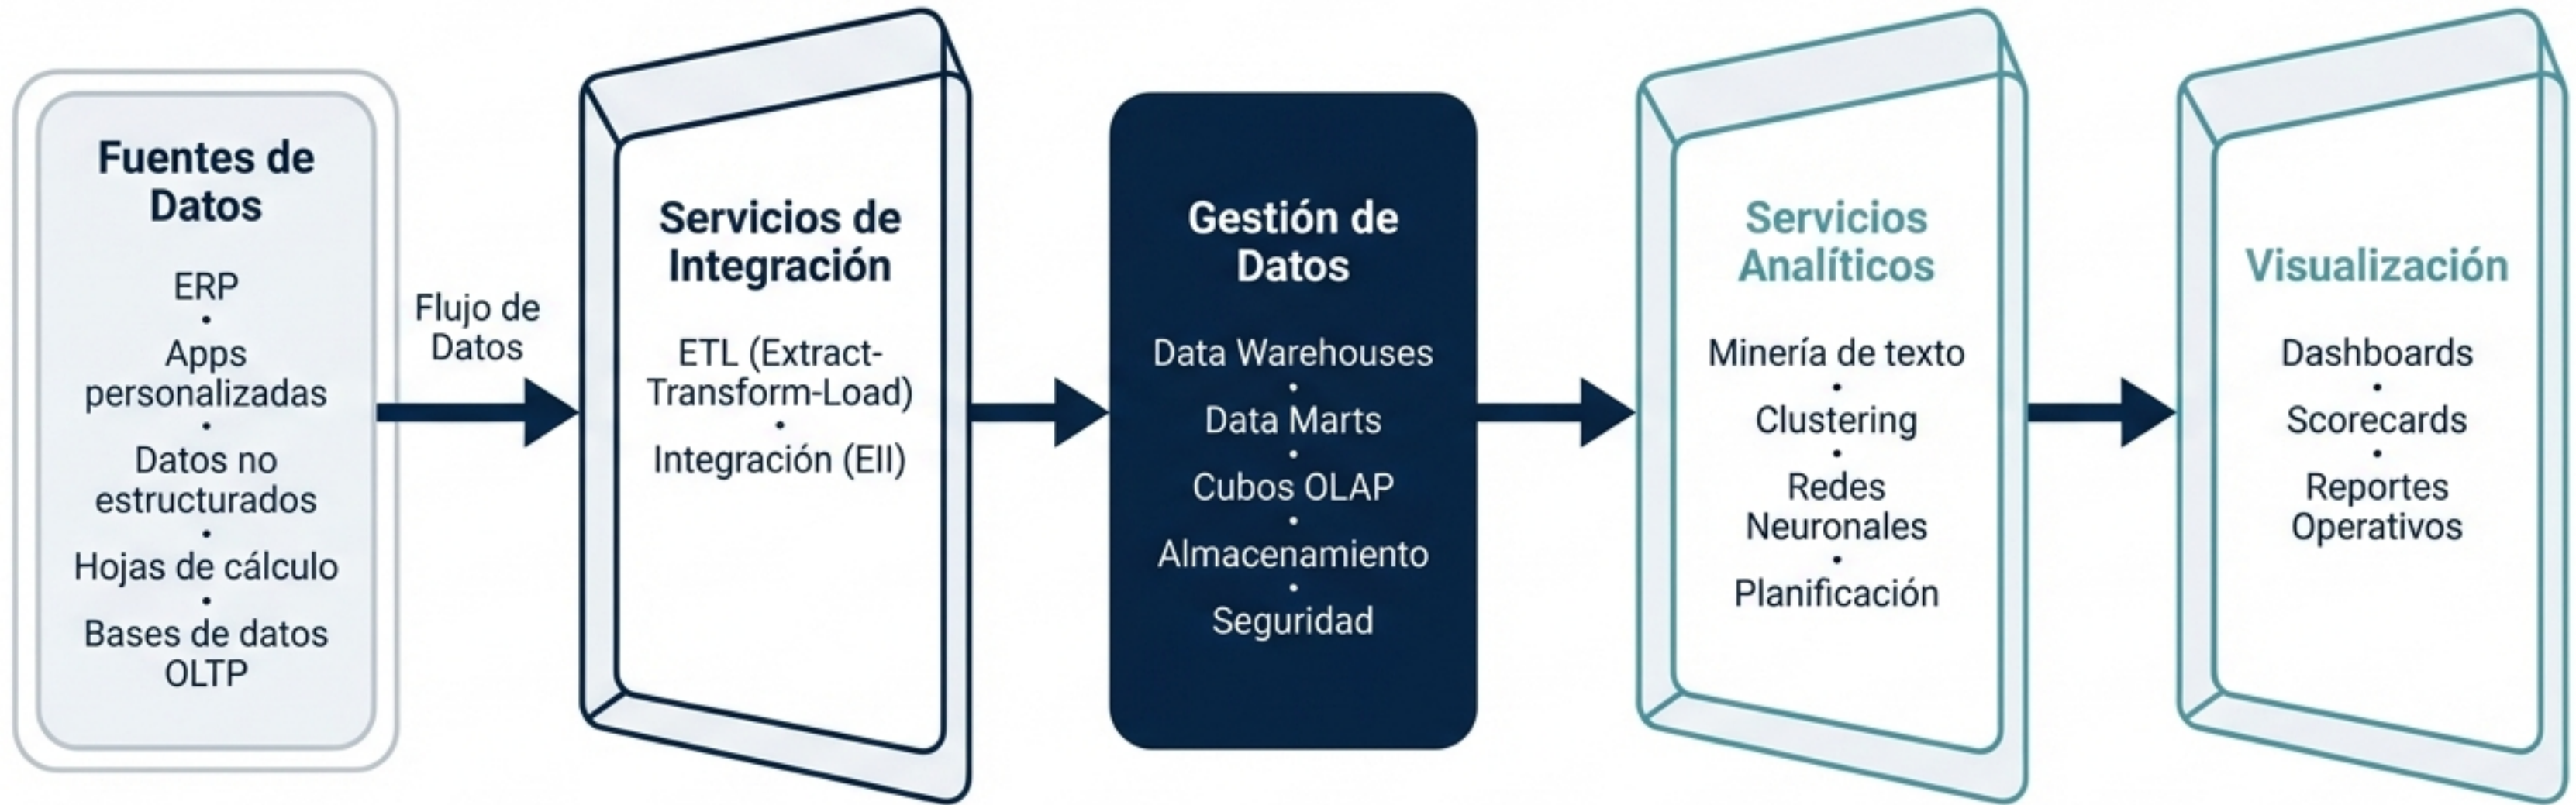 Fuentes de
Datos
ERP
•
Apps
personalizadas
•
Datos no
estructurados
•
Hojas de cálculo
•
Bases de datos
OLTP
Flujo de
Datos
Servicios de
Integración
ETL (Extract-
Transform-Load)
•
Integración (EII)
Gestión de
Datos
Data Warehouses
•
Data Marts
•
Cubos OLAP
•
Almacenamiento
•
Seguridad
Servicios
Analíticos
Minería de texto
•
Clustering
•
Redes
Neuronales
•
Planificación
Visualización
Dashboards
•
Scorecards
•
Reportes
Operativos